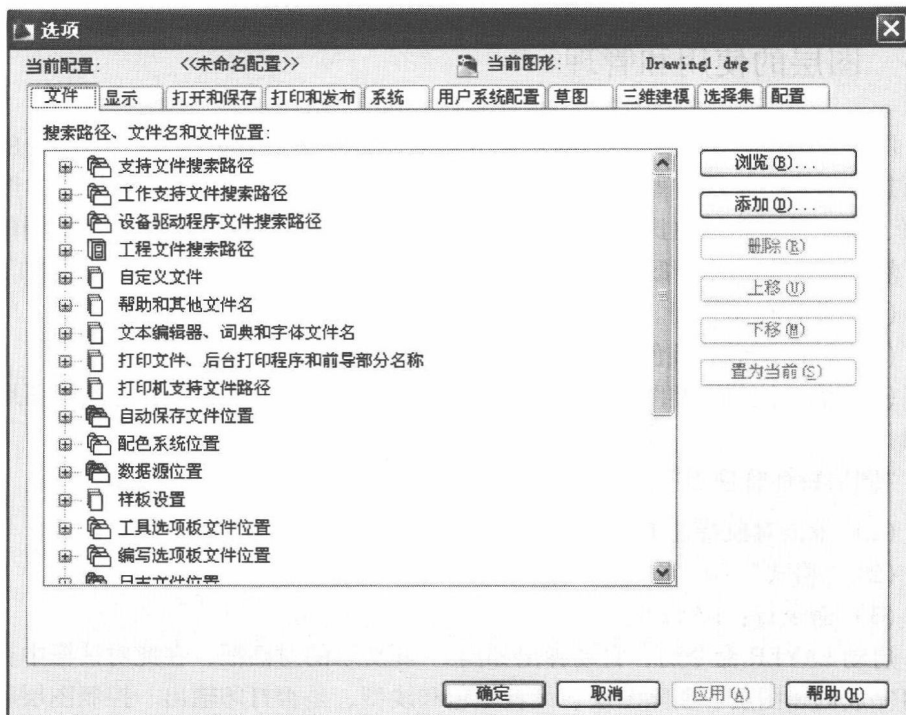 选项
当前配置: <<未命名配置>> 当前图形: Drawing1.dwg
文件 显示 打开和保存 打印和发布 系统 用户系统配置 草图 三维建模 选择集 配置
搜索路径、文件名和文件位置:
支持文件搜索路径
工作支持文件搜索路径
设备驱动程序文件搜索路径
工程文件搜索路径
自定义文件
帮助和其他文件名
文本编辑器、词典和字体文件名
打印文件、后台打印程序和前导部分名称
打印机支持文件路径
自动保存文件位置
配色系统位置
数据源位置
样板设置
工具选项板文件位置
编写选项板文件位置
日志文件位置
浏览(B)...
添加(D)...
删除(R)
上移(U)
下移(M)
置为当前(S)
确定 取消 应用(A) 帮助(H)